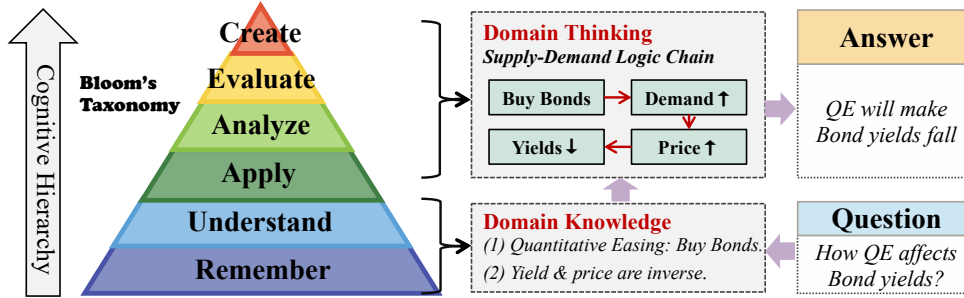 Cognitive Hierarchy
Bloom's
Taxonomy
Create
Evaluate
Analyze
Apply
Understand
Remember
Domain Thinking
Supply-Demand Logic Chain
Buy Bonds
Demand ↑
Yields ↓
Price ↑
Domain Knowledge
(1) Quantitative Easing: Buy Bonds.
(2) Yield & price are inverse.
Answer
QE will make
Bond yields fall
Question
How QE affects
Bond yields?